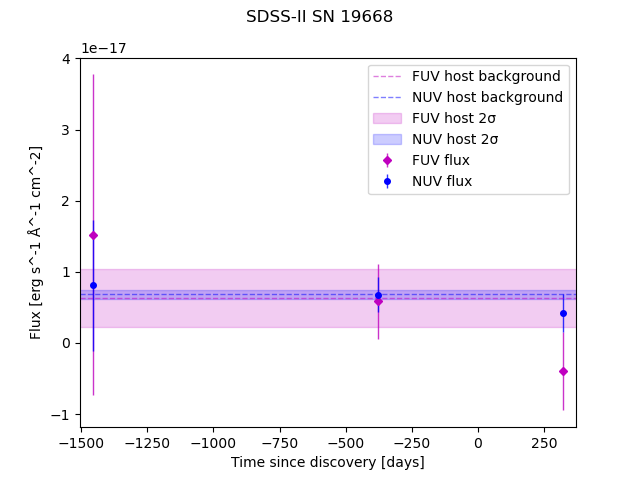 SDSS-II SN 19668
1e−17
FUV host background
NUV host background
FUV host 2σ
NUV host 2σ
FUV flux
NUV flux
4
3
2
1
0
−1
Flux [erg s^-1 Å^-1 cm^-2]
−1500 −1250 −1000 −750 −500 −250 0 250
Time since discovery [days]